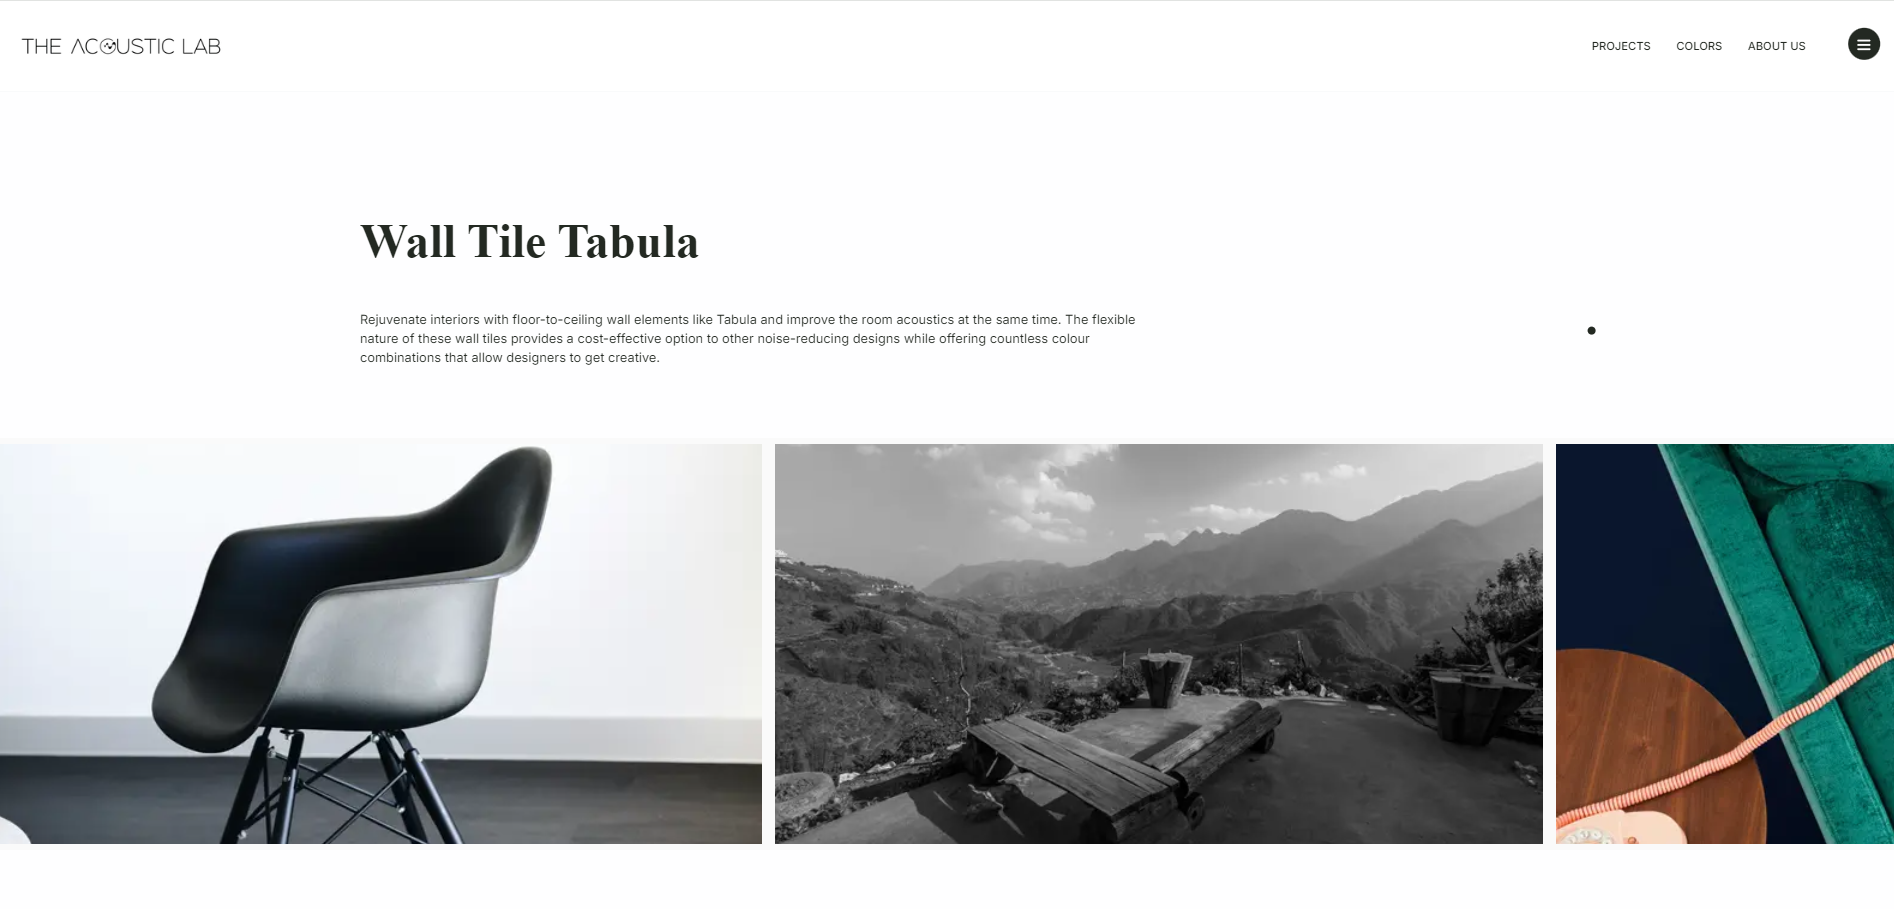 THE ACOUSTIC LAB
PROJECTS
COLORS
ABOUT US
Wall Tile Tabula
Rejuvenate interiors with floor-to-ceiling wall elements like Tabula and improve the room acoustics at the same time. The flexible
nature of these wall tiles provides a cost-effective option to other noise-reducing designs while offering countless colour
combinations that allow designers to get creative.